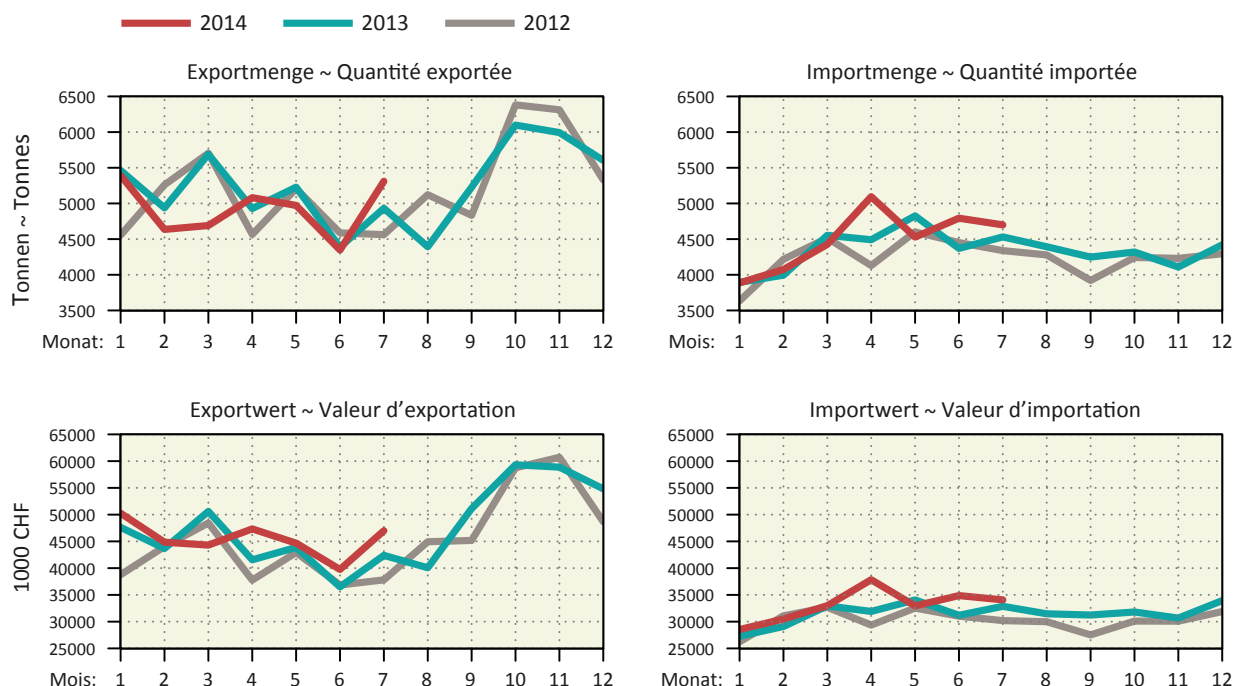 2014 2013 2012
Exportmenge ~ Quantité exportée
Tonnen ~ Tonnes
6500
6000
5500
5000
4500
4000
3500
Monat: 1 2 3 4 5 6 7 8 9 10 11 12
Importmenge ~ Quantité importée
6500
6000
5500
5000
4500
4000
3500
Mois: 1 2 3 4 5 6 7 8 9 10 11 12
Exportwert ~ Valeur d’exportation
1000 CHF
65000
60000
55000
50000
45000
40000
35000
30000
25000
Mois: 1 2 3 4 5 6 7 8 9 10 11 12
Importwert ~ Valeur d’importation
65000
60000
55000
50000
45000
40000
35000
30000
25000
Monat: 1 2 3 4 5 6 7 8 9 10 11 12